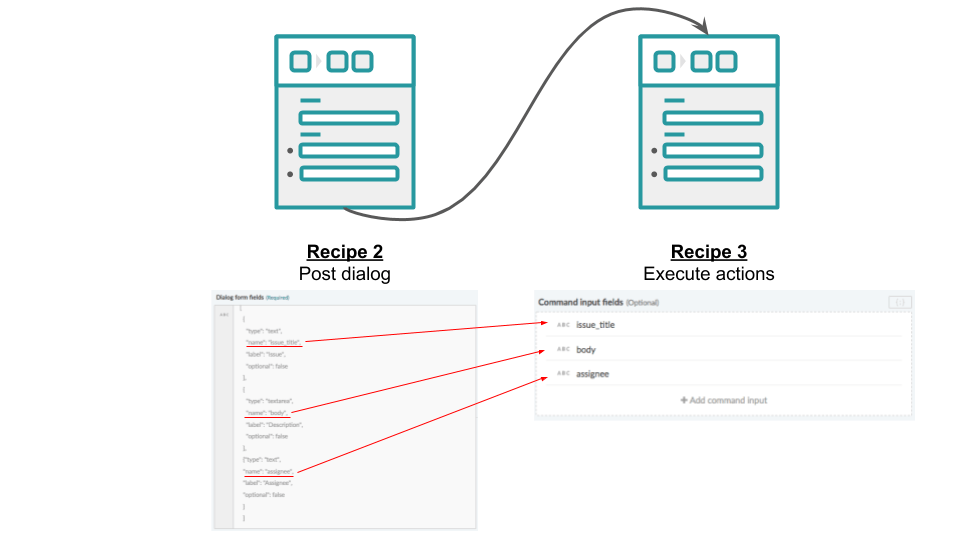 Recipe 2
Post dialog
Recipe 3
Execute actions
Dialog form fields (Required)
ABC
[
{
"type": "text",
"name": "issue_title",
"label": "Issue",
"optional": false
},
{
"type": "textarea",
"name": "body",
"label": "Description",
"optional": false
},
{"type": "text",
"name": "assignee",
"label": "Assignee",
"optional": false
}
]
Command input fields (Optional)
ABC issue_title
ABC body
ABC assignee
+ Add command input